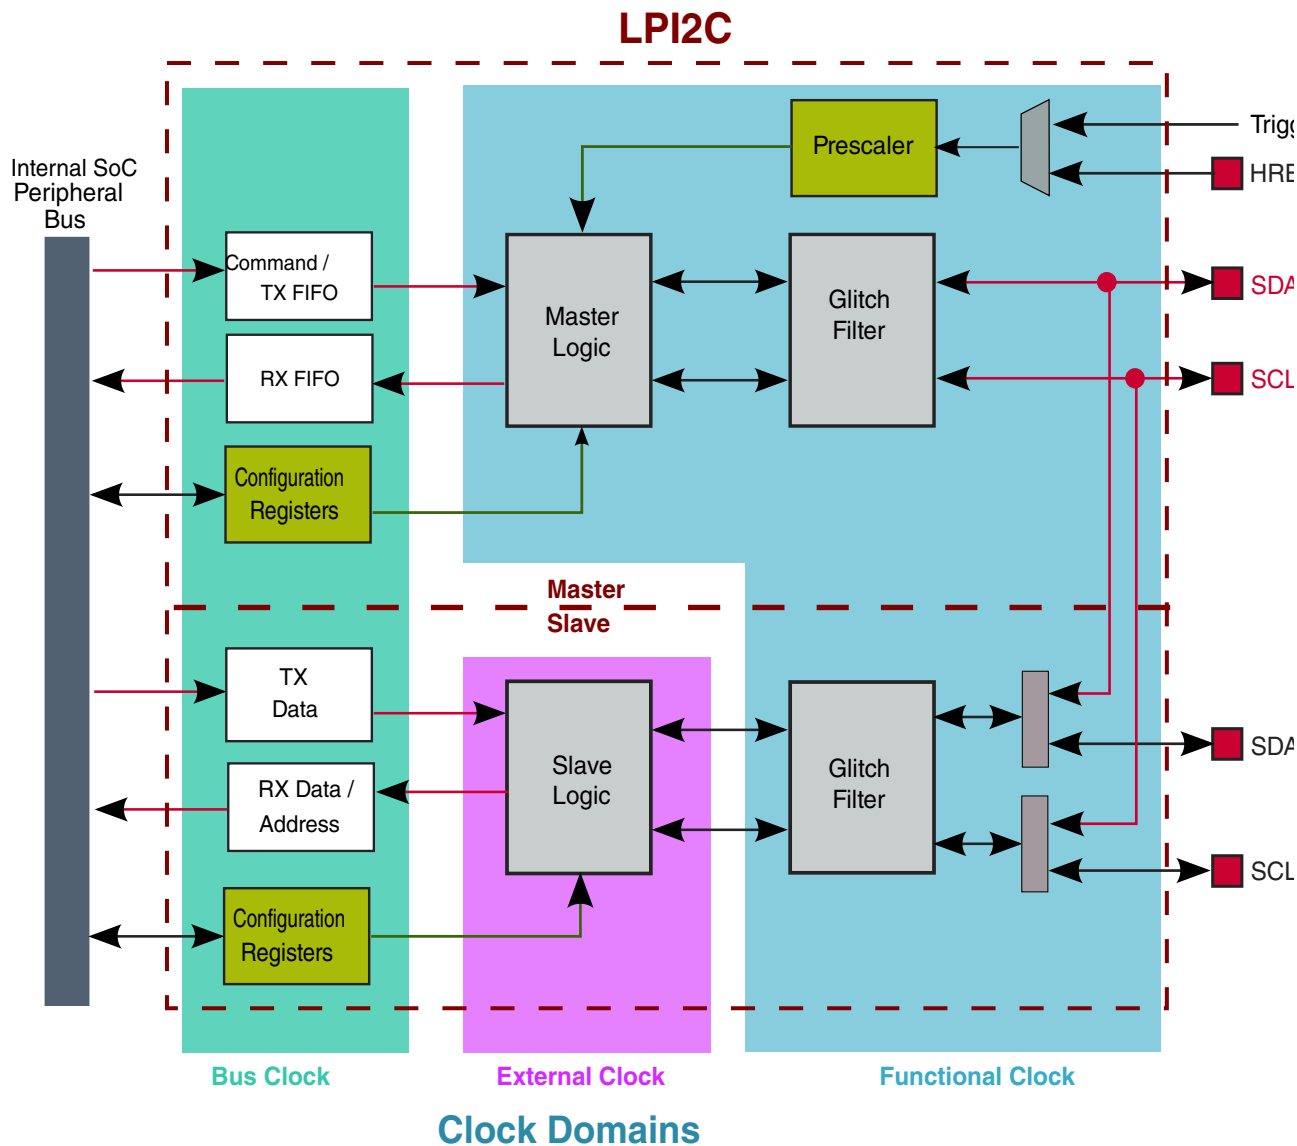 LPI2C
Internal SoC
Peripheral
Bus
Prescaler
Trigg
HRE
Command /
TX FIFO
Master
Logic
Glitch
Filter
SDA
RX FIFO
SCL
Configuration
Registers
Master
Slave
TX
Data
Slave
Logic
Glitch
Filter
SDA
RX Data /
Address
SCL
Configuration
Registers
Bus Clock
External Clock
Functional Clock
Clock Domains